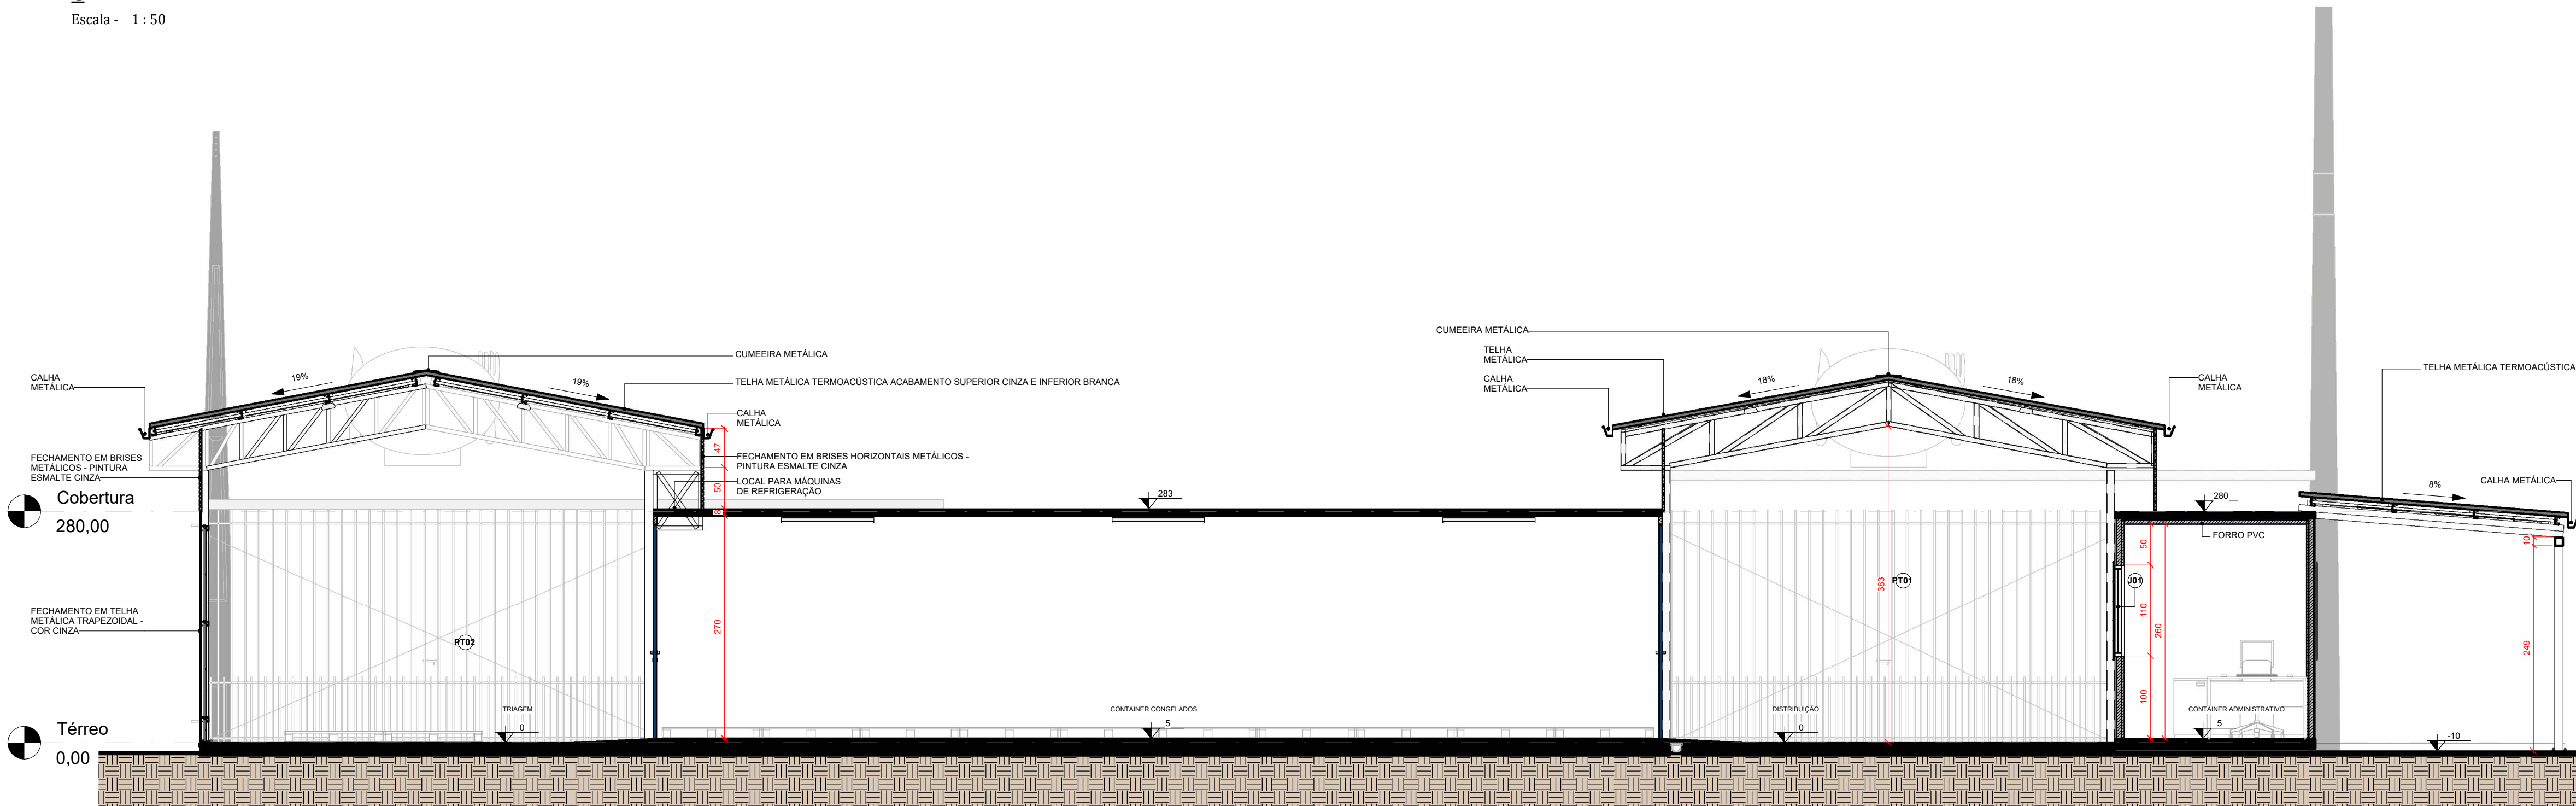 Escala - 1 : 50
CUMEEIRA METÁLICA
TELHA
METÁLICA
CALHA
METÁLICA
CALHA
METÁLICA
CUMEEIRA METÁLICA
TELHA METÁLICA TERMOACÚSTICA ACABAMENTO SUPERIOR CINZA E INFERIOR BRANCA
19%
19%
18%
18%
CALHA
METÁLICA
TELHA METÁLICA TERMOACÚSTICA
CALHA
METÁLICA
47
FECHAMENTO EM BRISES
METÁLICOS - PINTURA
ESMALTE CINZA
FECHAMENTO EM BRISES HORIZONTAIS METÁLICOS -
PINTURA ESMALTE CINZA
LOCAL PARA MÁQUINAS
DE REFRIGERAÇÃO
50
CALHA METÁLICA
8%
Cobertura
280,00
283
280
FORRO PVC
10
50
PT01
J01
383
110
260
100
249
270
FECHAMENTO EM TELHA
METÁLICA TRAPEZOIDAL -
COR CINZA
PT02
TRIAGEM
0
CONTAINER CONGELADOS
5
DISTRIBUIÇÃO
0
CONTAINER ADMINISTRATIVO
5
-10
Térreo
0,00